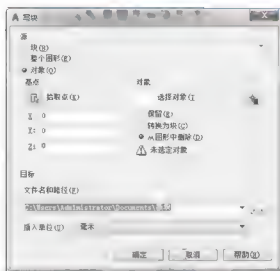 写块
源
块(B)
整个图形(E)
对象(O)
基点 对象
拾取点(K) 选择对象(T
X: 0 保留(R)
Y: 0 转换为块(C)
Z: 0 从图形中删除(D)
未选定对象
目标
文件名和路径(F)
插入单位(U) 毫米
确定 取消 帮助(H)